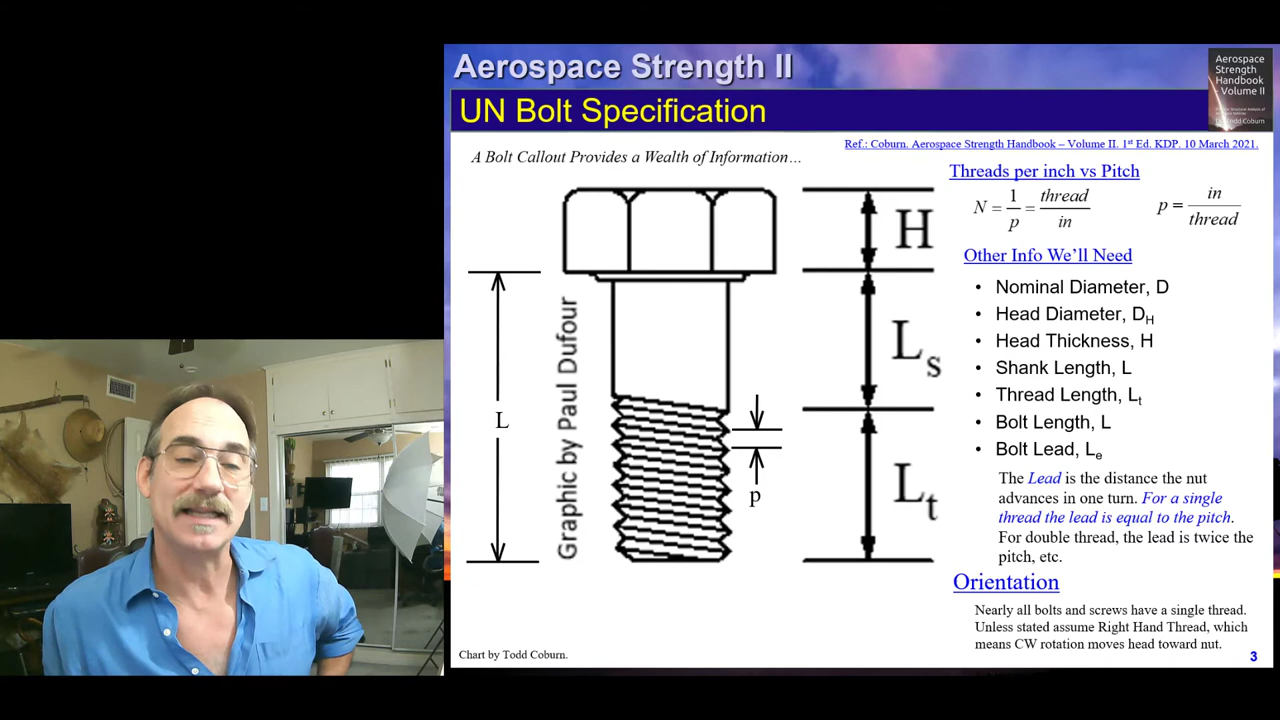 Aerospace Strength II
UN Bolt Specification
Aerospace
Strength
Handbook
- Volume II
A Bolt Callout Provides a Wealth of Information…
Ref.: Coburn. Aerospace Strength Handbook – Volume II. 1st Ed. KDP. 10 March 2021.
H
Ls
Lt
L
p
Graphic by Paul Dufour
Threads per inch vs Pitch
N = 1/p = thread/in
p = in/thread
Other Info We'll Need
• Nominal Diameter, D
• Head Diameter, DH
• Head Thickness, H
• Shank Length, L
• Thread Length, Lt
• Bolt Length, L
• Bolt Lead, Le
The Lead is the distance the nut
advances in one turn. For a single
thread the lead is equal to the pitch.
For double thread, the lead is twice the
pitch, etc.
Orientation
Nearly all bolts and screws have a single thread.
Unless stated assume Right Hand Thread, which
means CW rotation moves head toward nut.
Chart by Todd Coburn.
3